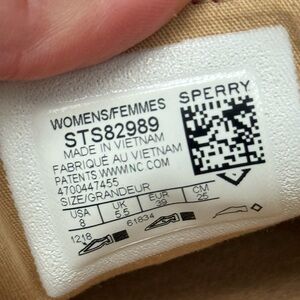 WOMENS/FEMMES
SPERRY
STS82989
MADE IN VIETNAM
FABRIQUÉ AU VIETNAM
PATENTS WWW.NC.COM
4700447455
SIZE/GRANDEUR
USA UK EUR CM
8 5.5 39 25
1218 61834